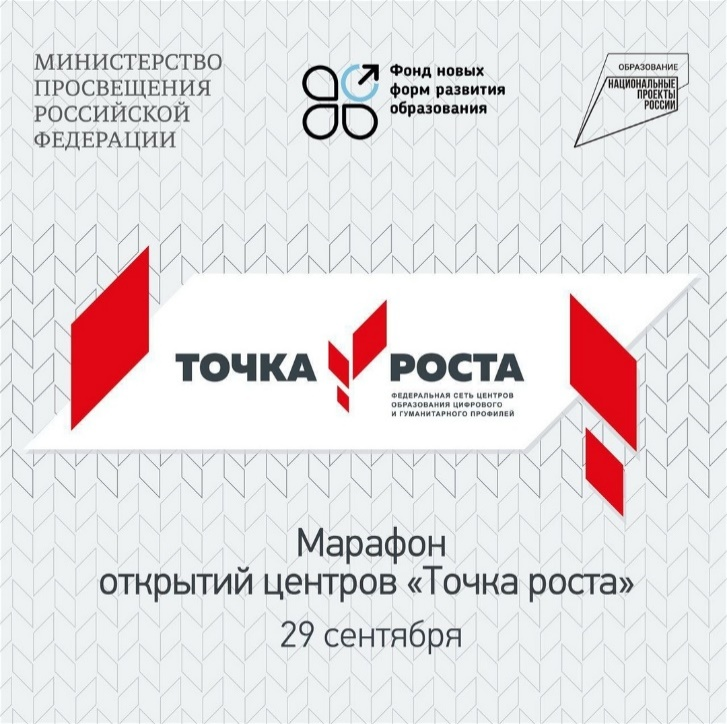 МИНИСТЕРСТВО
ПРОСВЕЩЕНИЯ
РОССИЙСКОЙ
ФЕДЕРАЦИИ
Фонд новых
форм развития
образования
ОБРАЗОВАНИЕ
НАЦИОНАЛЬНЫЕ
ПРОЕКТЫ
РОССИИ
ТОЧКА РОСТА
ФЕДЕРАЛЬНАЯ СЕТЬ ЦЕНТРОВ
ОБРАЗОВАНИЯ ЦИФРОВОГО
И ГУМАНИТАРНОГО ПРОФИЛЕЙ
Марафон
открытий центров «Точка роста»
29 сентября